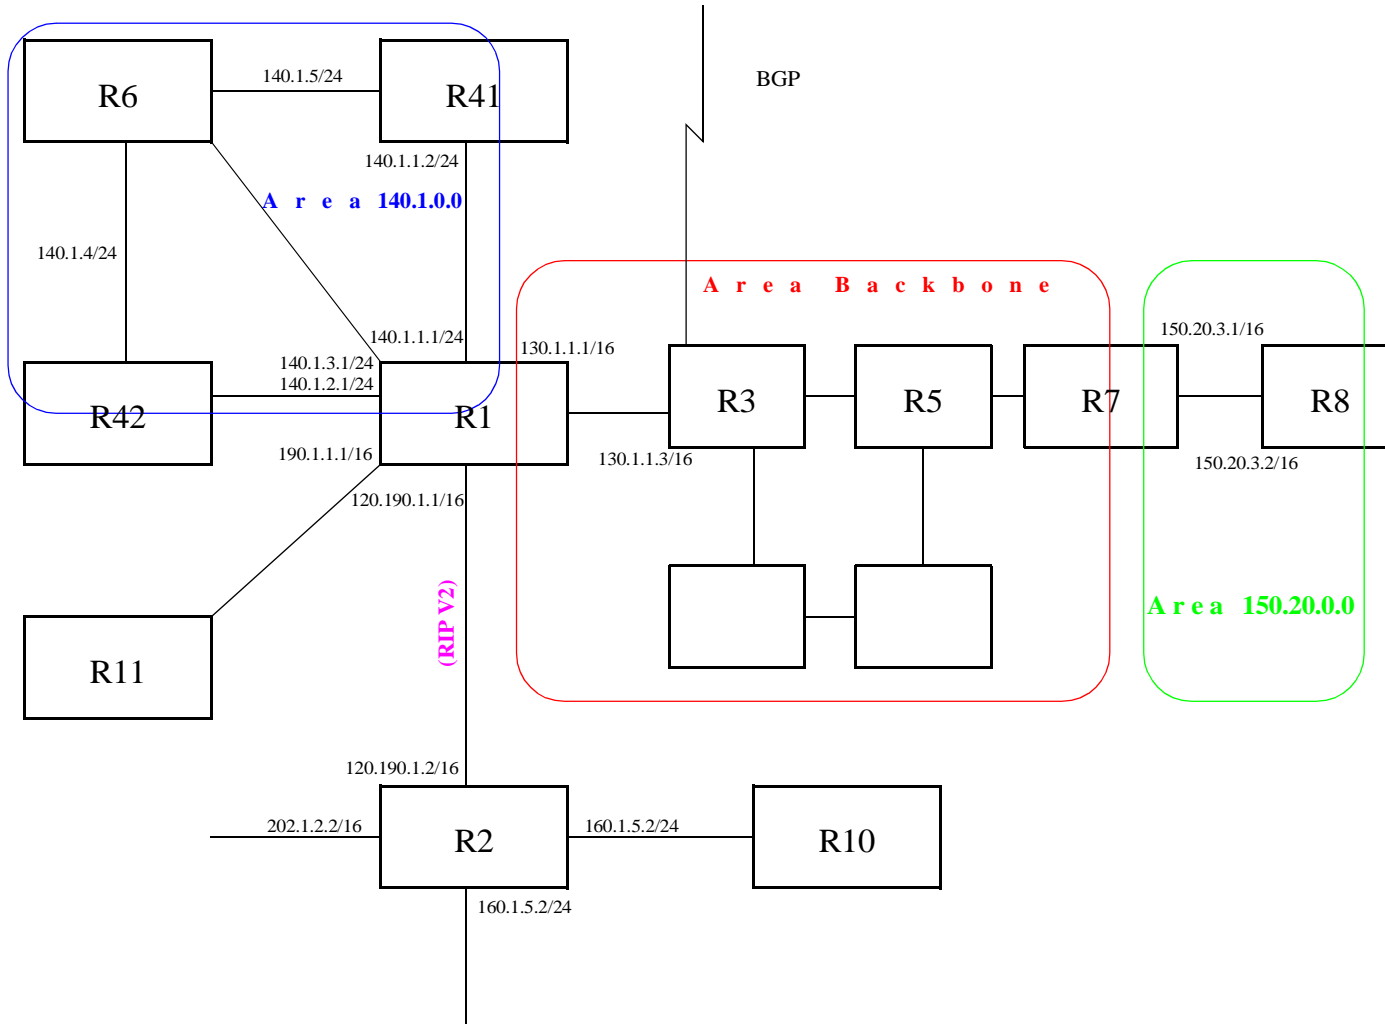 BGP
140.1.5/24
R6
R41
140.1.1.2/24
Area 140.1.0.0
140.1.4/24
Area Backbone
150.20.3.1/16
140.1.1.1/24
130.1.1.1/16
140.1.3.1/24
140.1.2.1/24
R42
R1
R3
R5
R7
R8
190.1.1.1/16
130.1.1.3/16
150.20.3.2/16
120.190.1.1/16
(RIP V2)
Area 150.20.0.0
R11
120.190.1.2/16
202.1.2.2/16
R2
160.1.5.2/24
R10
160.1.5.2/24